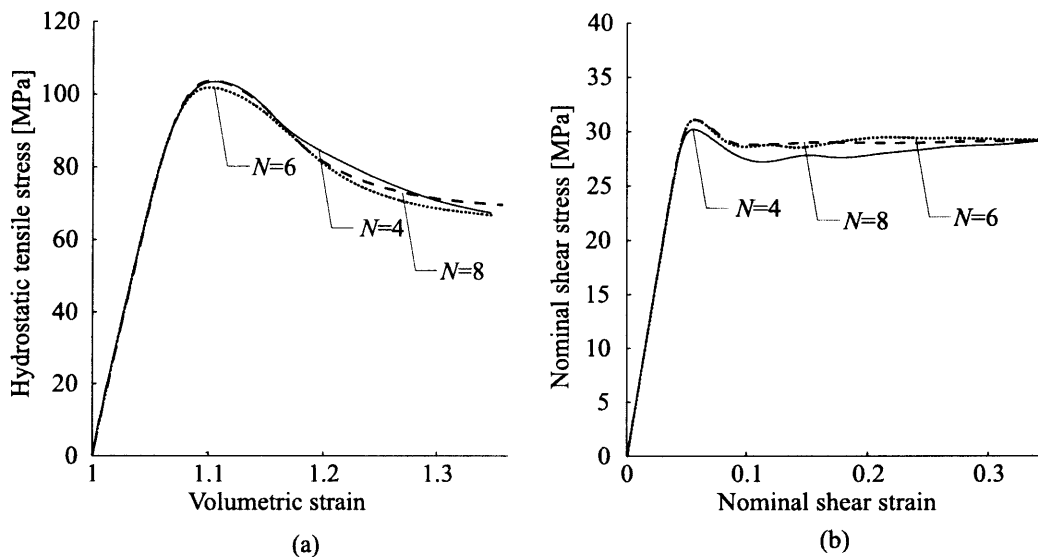 120
100
80
60
40
20
0
Hydrostatic tensile stress [MPa]
N=6
N=4
N=8
1 1.1 1.2 1.3
Volumetric strain
(a)
40
35
30
25
20
15
10
5
0
Nominal shear stress [MPa]
N=4
N=8
N=6
0 0.1 0.2 0.3
Nominal shear strain
(b)